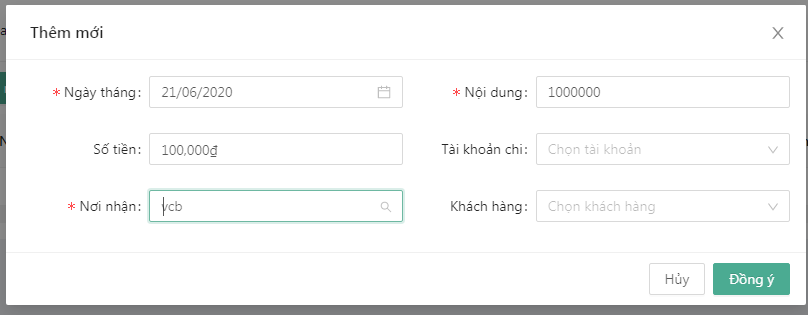 Thêm mới
* Ngày tháng: 21/06/2020 * Nội dung: 1000000
Số tiền: 100,000₫ Tài khoản chi: Chọn tài khoản
* Nơi nhận: vcb Khách hàng: Chọn khách hàng
Hủy Đồng ý